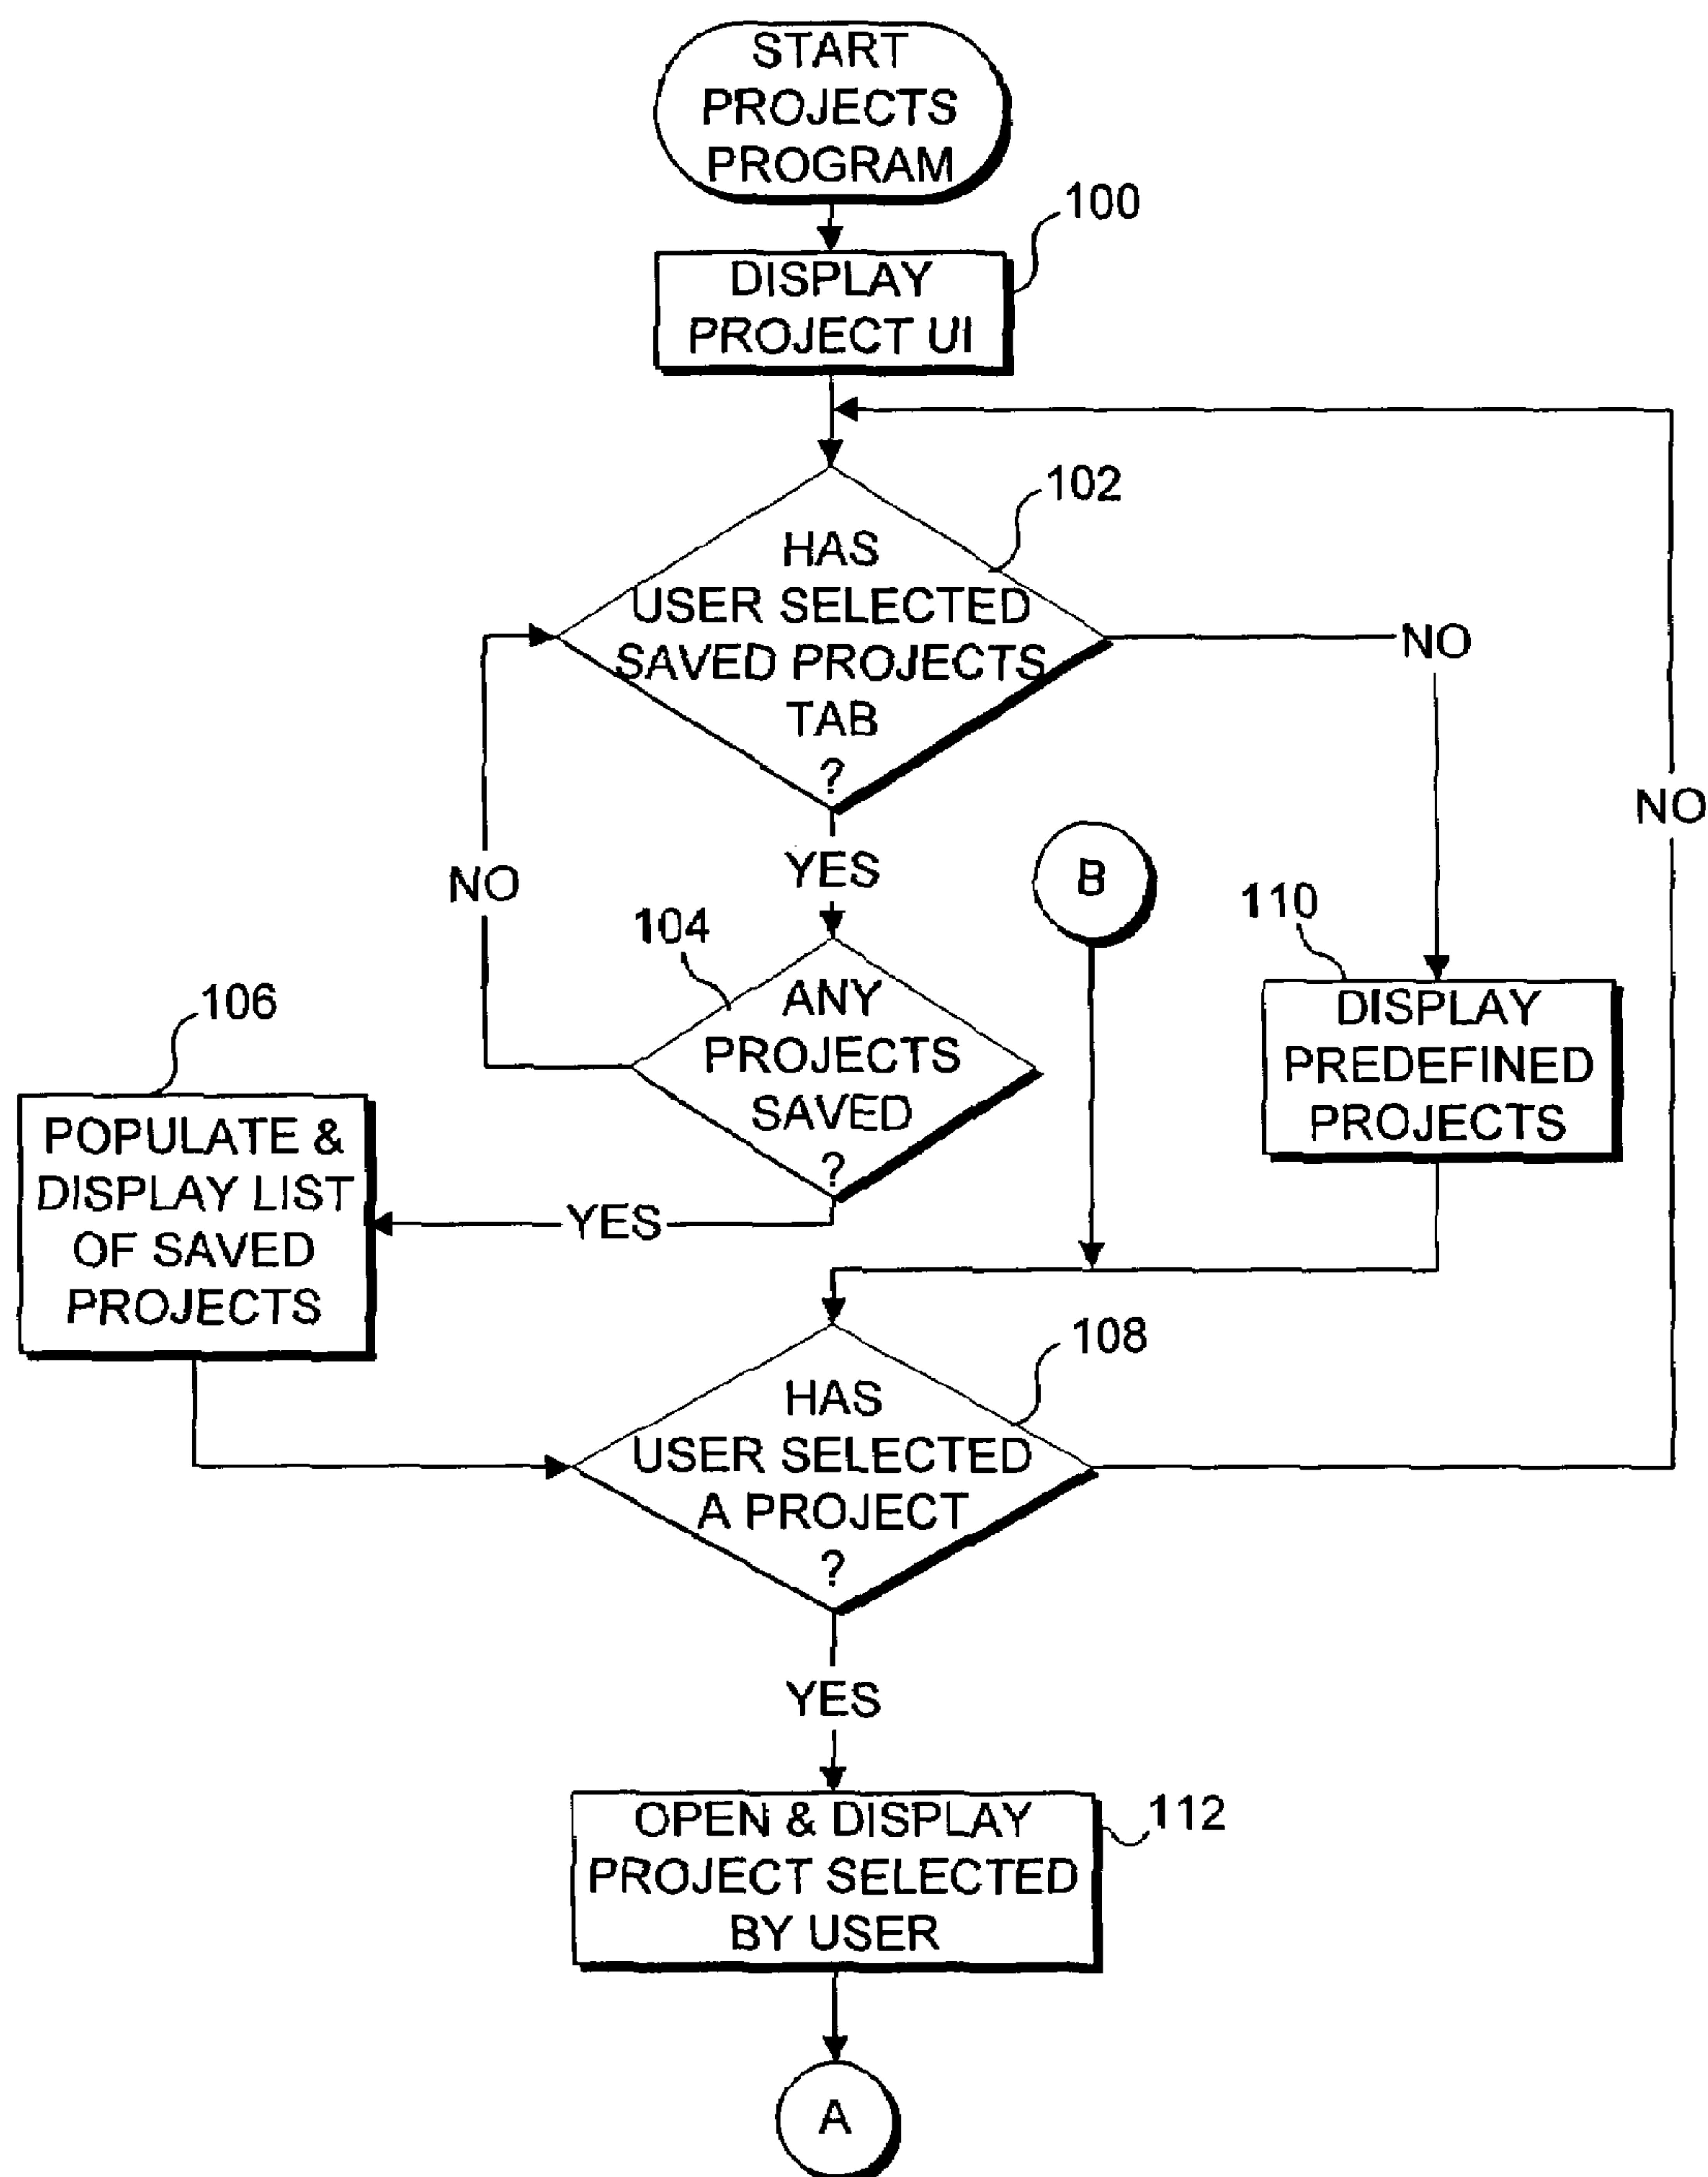 START
PROJECTS
PROGRAM
100
DISPLAY
PROJECT UI
102
HAS
USER SELECTED
SAVED PROJECTS
TAB
?
NO
NO
YES
NO
B
104
110
ANY
PROJECTS
SAVED
?
106
DISPLAY
PREDEFINED
PROJECTS
POPULATE &
DISPLAY LIST
OF SAVED
PROJECTS
YES
108
HAS
USER SELECTED
A PROJECT
?
YES
OPEN & DISPLAY
PROJECT SELECTED
BY USER
112
A